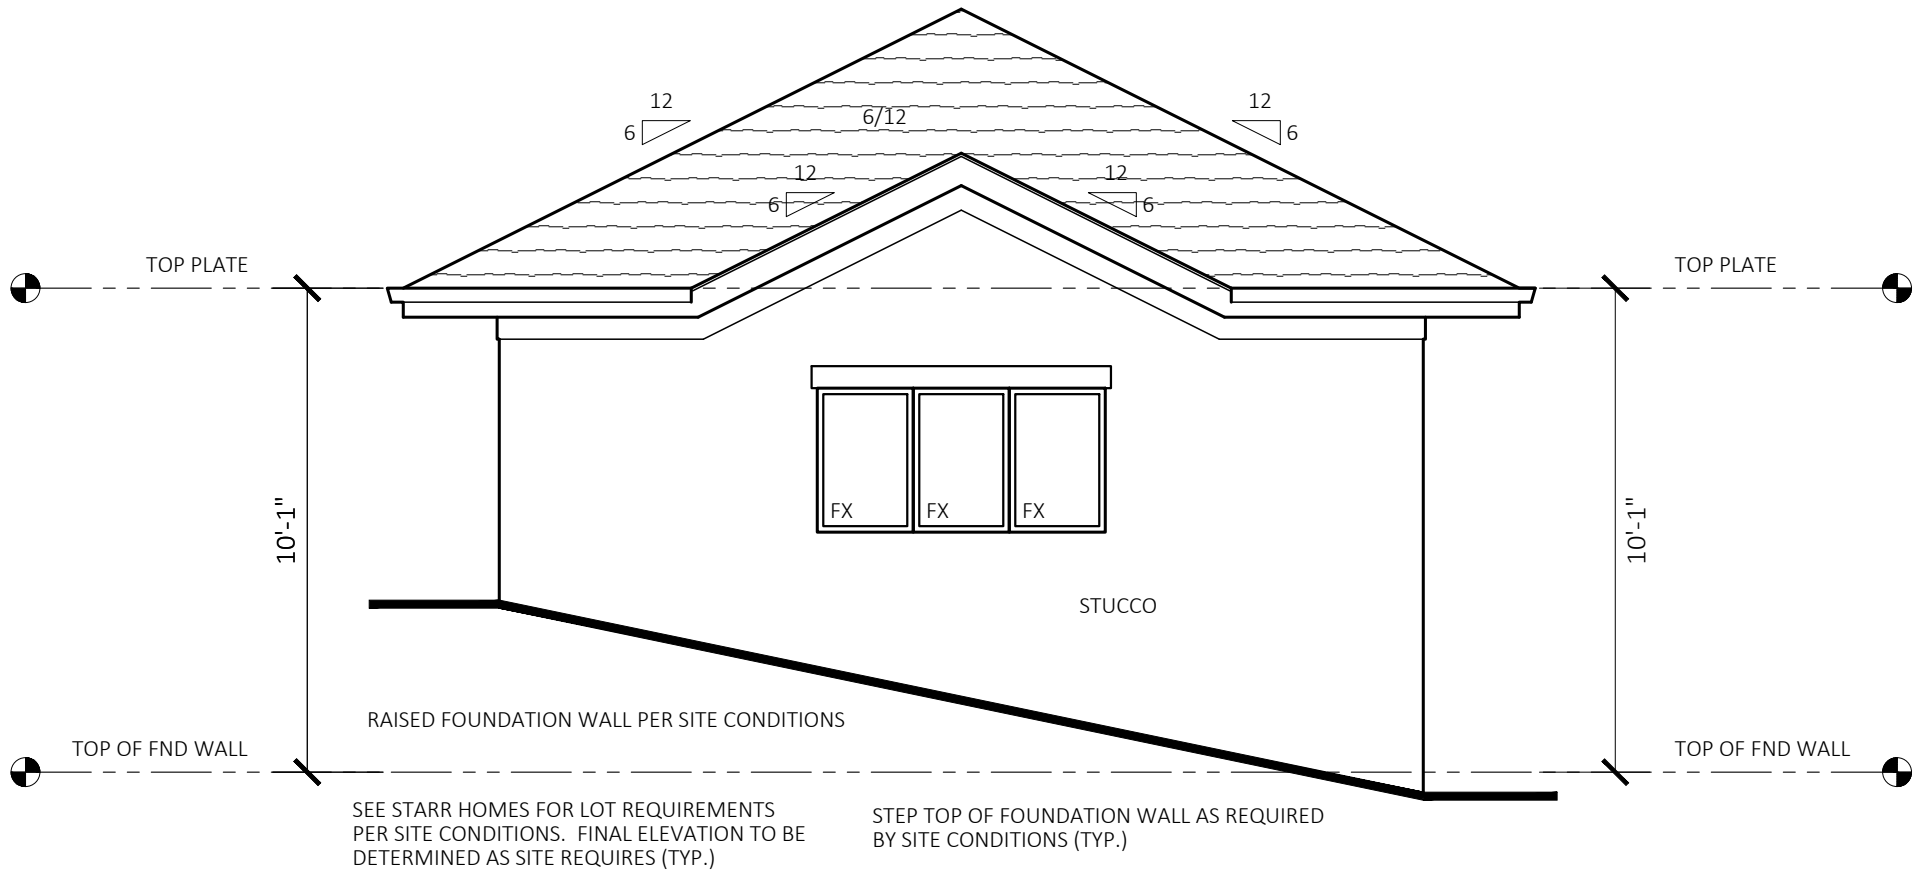 12
12
6
6/12
6
12
12
6
6
TOP PLATE
TOP PLATE
10'-1"
10'-1"
FX
FX
FX
STUCCO
RAISED FOUNDATION WALL PER SITE CONDITIONS
TOP OF FND WALL
TOP OF FND WALL
SEE STARR HOMES FOR LOT REQUIREMENTS
PER SITE CONDITIONS.  FINAL ELEVATION TO BE
DETERMINED AS SITE REQUIRES (TYP.)
STEP TOP OF FOUNDATION WALL AS REQUIRED
BY SITE CONDITIONS (TYP.)